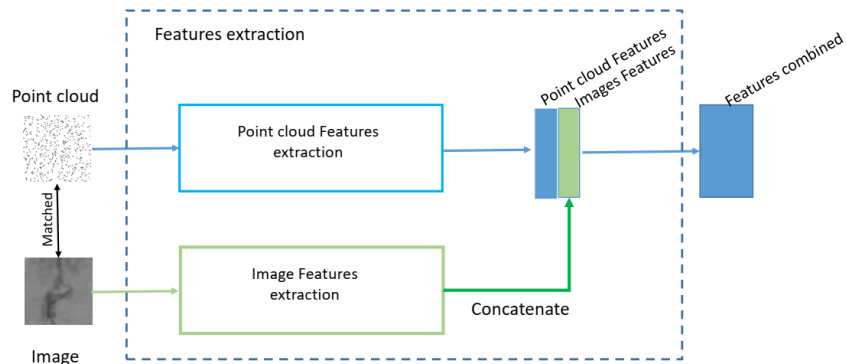 Features extraction
Point cloud Features
Images Features
Features combined
Point cloud
Point cloud Features
extraction
Matched
Image Features
extraction
Concatenate
Image